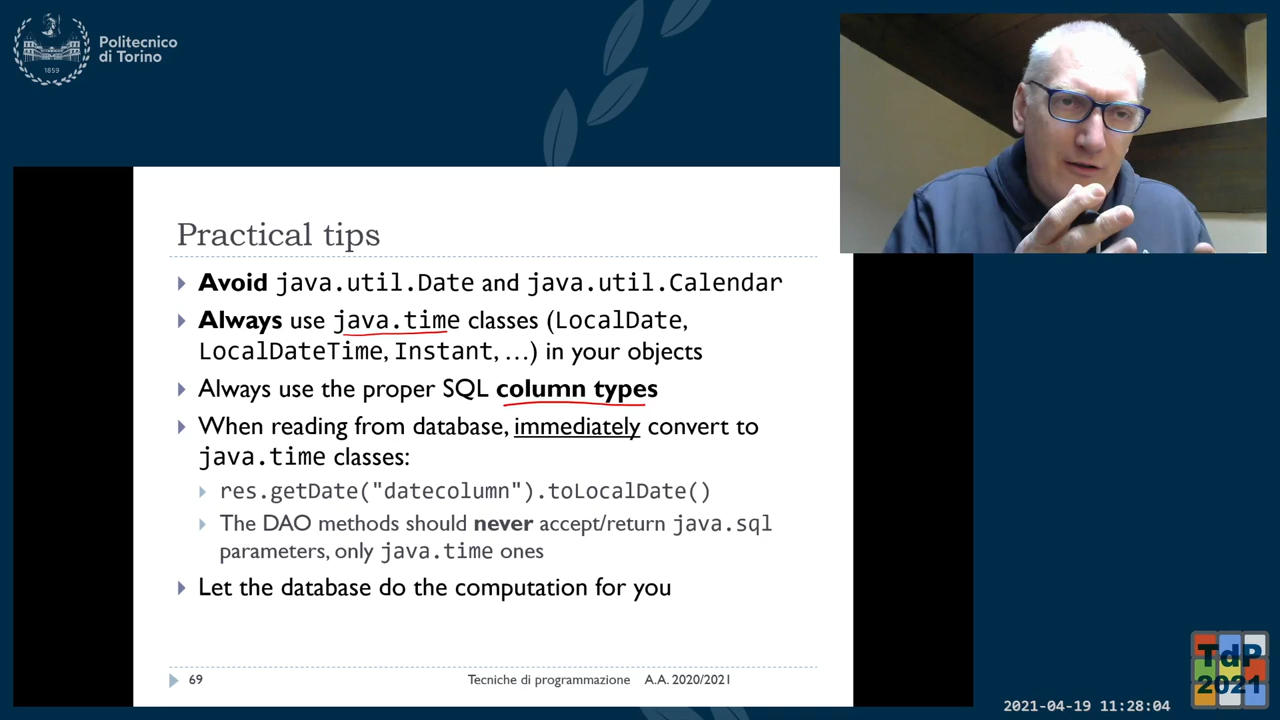 Politecnico
di Torino
1859
Practical tips
Avoid java.util.Date and java.util.Calendar
Always use java.time classes (LocalDate,
LocalDateTime, Instant, …) in your objects
Always use the proper SQL column types
When reading from database, immediately convert to
java.time classes:
res.getDate("datecolumn").toLocalDate()
The DAO methods should never accept/return java.sql
parameters, only java.time ones
Let the database do the computation for you
69
Tecniche di programmazione A.A. 2020/2021
TdP
2021
2021-04-19 11:28:04